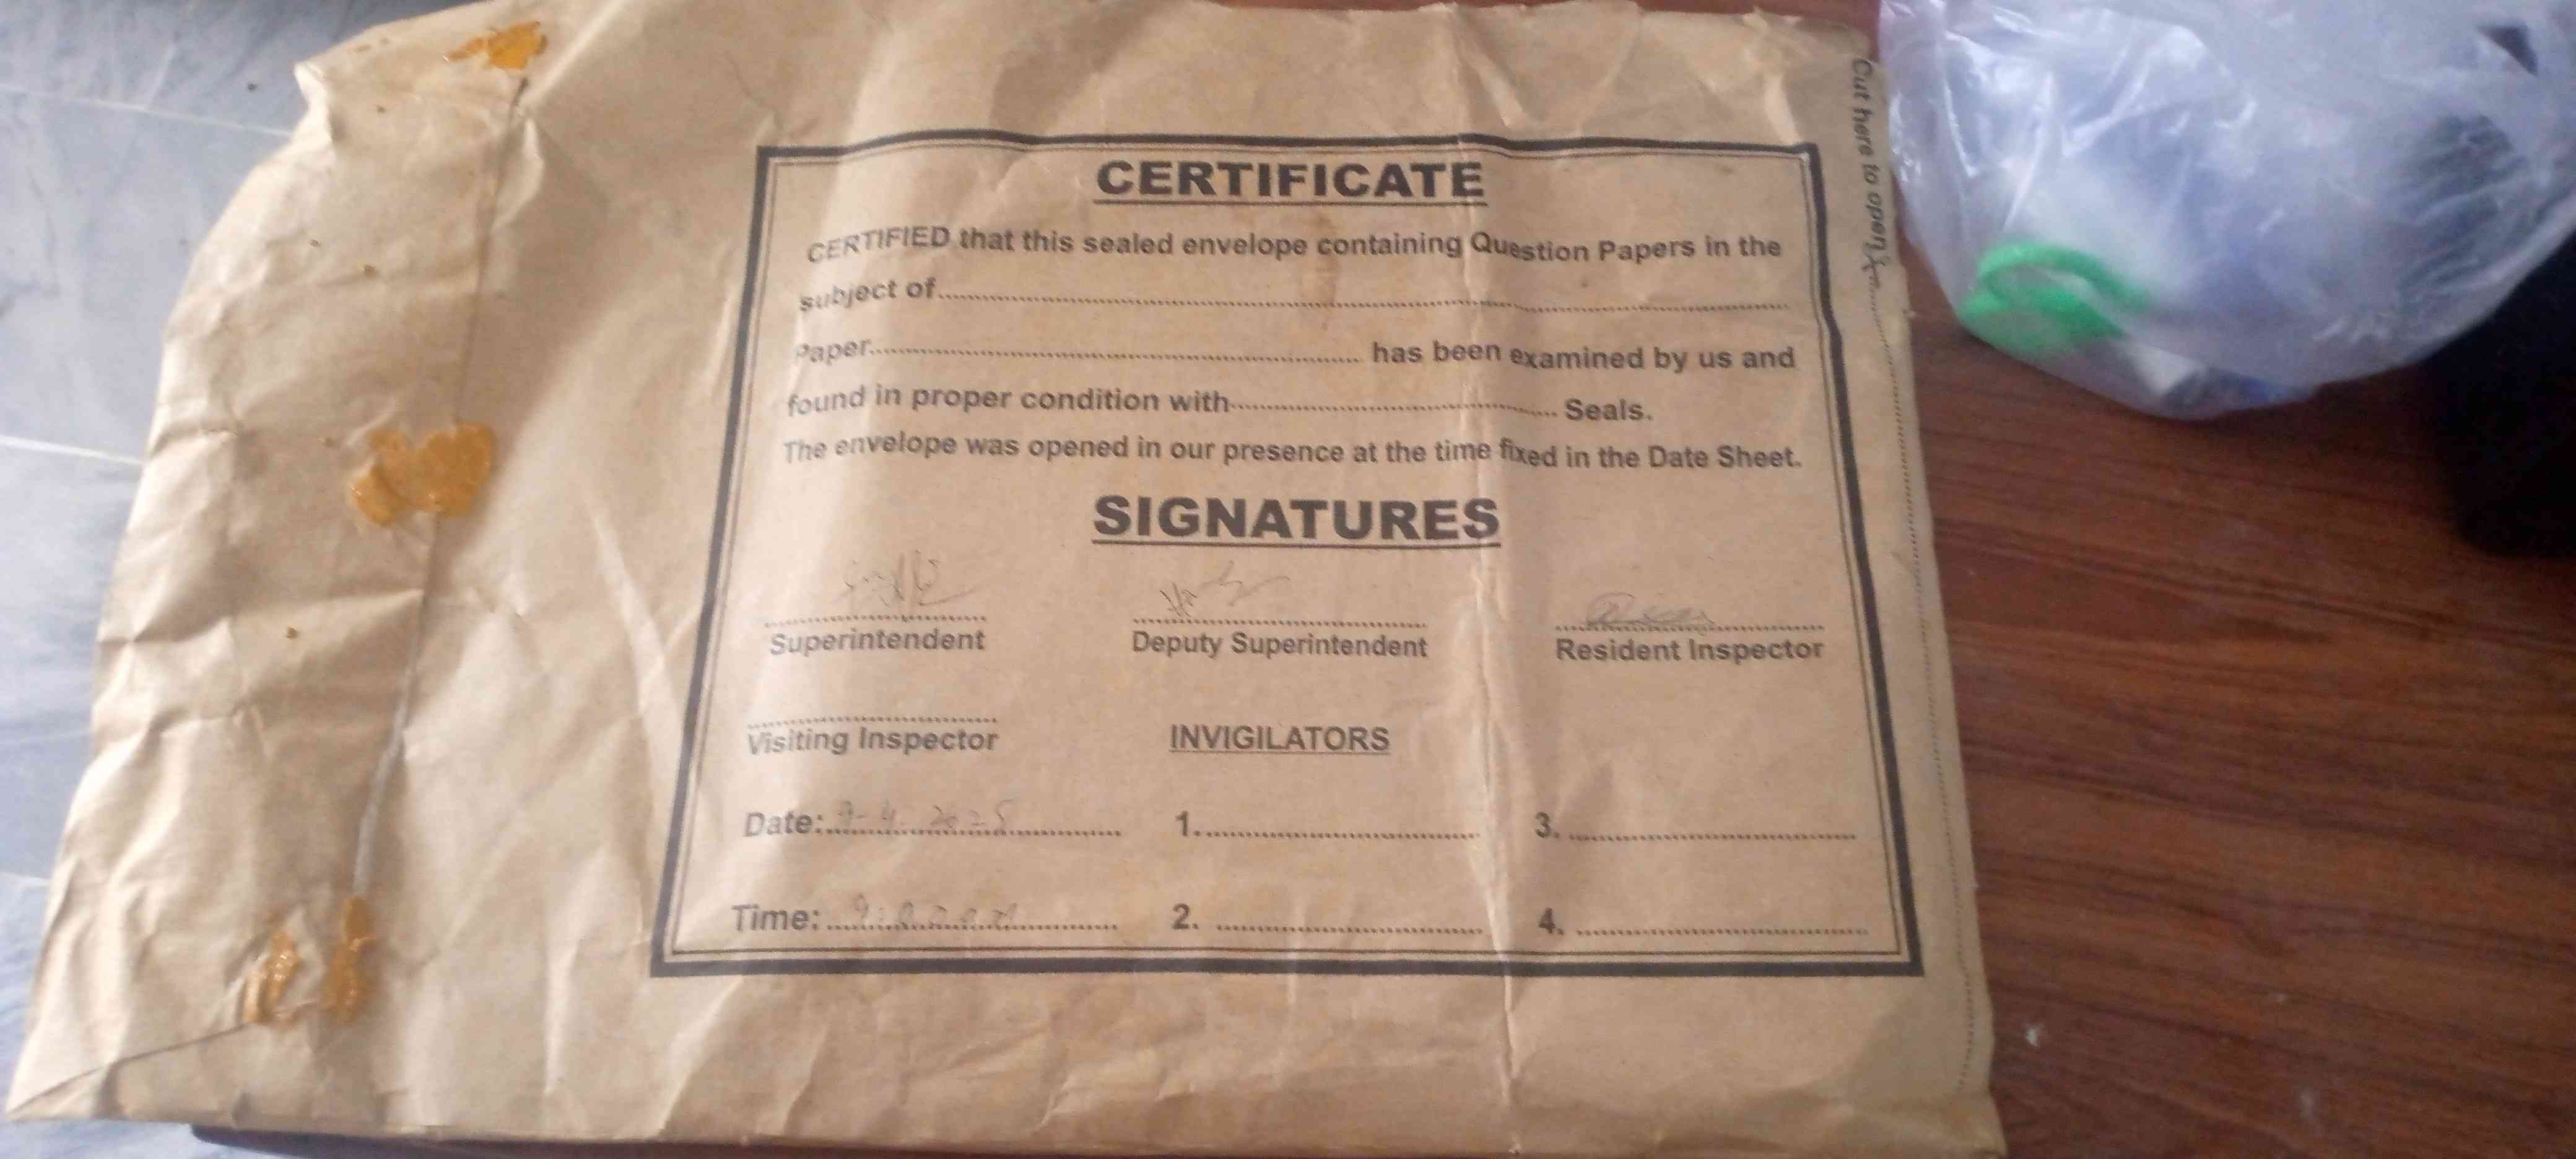 Cut here to open
CERTIFICATE
CERTIFIED that this sealed envelope containing Question Papers in the
subject of
Paper has been examined by us and
found in proper condition with Seals.
The envelope was opened in our presence at the time fixed in the Date Sheet.
SIGNATURES
Superintendent Deputy Superintendent Resident Inspector
Visiting Inspector INVIGILATORS
Date: 9-4-2025 1. 3.
Time: 2. 4.